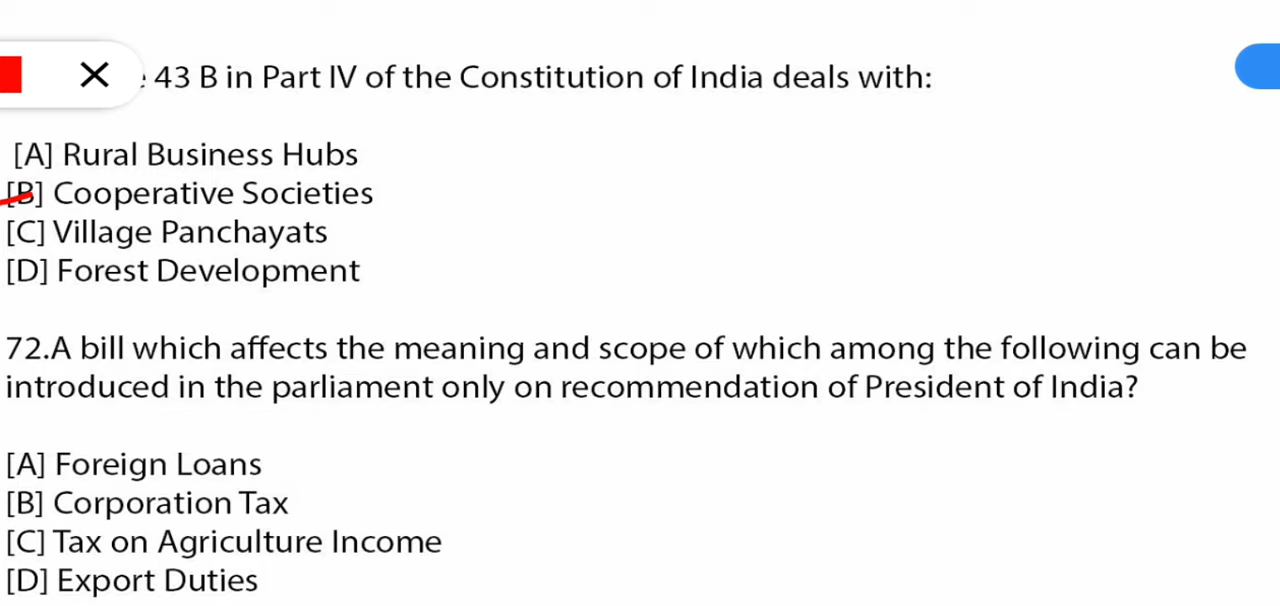 43 B in Part IV of the Constitution of India deals with:
[A] Rural Business Hubs
[B] Cooperative Societies
[C] Village Panchayats
[D] Forest Development
72.A bill which affects the meaning and scope of which among the following can be
introduced in the parliament only on recommendation of President of India?
[A] Foreign Loans
[B] Corporation Tax
[C] Tax on Agriculture Income
[D] Export Duties